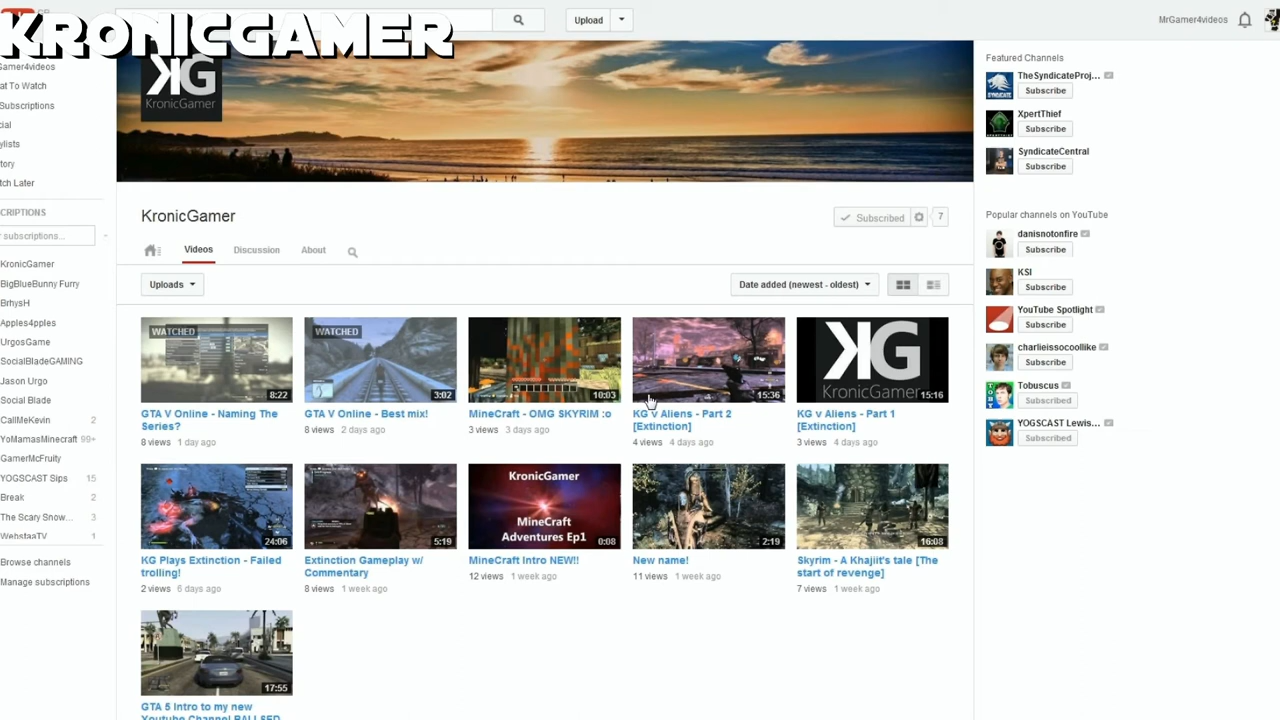 KRONICGAMER
Upload
MrGamer4videos
Gamer4videos
at To Watch
Subscriptions
cial
ylists
tory
tch Later
CRIPTIONS
subscriptions...
KronicGamer
BigBlueBunny Furry
BrhysH
Apples4pples
UrgosGame
SocialBladeGAMING
Jason Urgo
Social Blade
CallMeKevin 2
YoMamasMinecraft 99+
GamerMcFruity
YOGSCAST Sips 15
Break 2
The Scary Snow... 3
WebstaaTV 1
Browse channels
Manage subscriptions
KG
KronicGamer
KronicGamer
Subscribed 7
Videos Discussion About
Uploads
Date added (newest - oldest)
WATCHED
8:22
GTA V Online - Naming The
Series?
8 views 1 day ago
WATCHED
3:02
GTA V Online - Best mix!
8 views 2 days ago
10:03
MineCraft - OMG SKYRIM :o
3 views 3 days ago
15:36
KG v Aliens - Part 2
[Extinction]
4 views 4 days ago
KG
KronicGamer
15:16
KG v Aliens - Part 1
[Extinction]
3 views 4 days ago
24:06
KG Plays Extinction - Failed
trolling!
2 views 6 days ago
5:19
Extinction Gameplay w/
Commentary
8 views 1 week ago
KronicGamer
MineCraft
Adventures Ep1
0:08
MineCraft Intro NEW!!
12 views 1 week ago
2:19
New name!
11 views 1 week ago
16:08
Skyrim - A Khajiit's tale [The
start of revenge]
7 views 1 week ago
17:55
GTA 5 Intro to my new
Youtube Channel BALLSED
Featured Channels
TheSyndicateProj...
Subscribe
XpertThief
Subscribe
SyndicateCentral
Subscribe
Popular channels on YouTube
danisnotonfire
Subscribe
KSI
Subscribe
YouTube Spotlight
Subscribe
charlieissocoollike
Subscribe
Tobuscus
Subscribed
YOGSCAST Lewis...
Subscribed